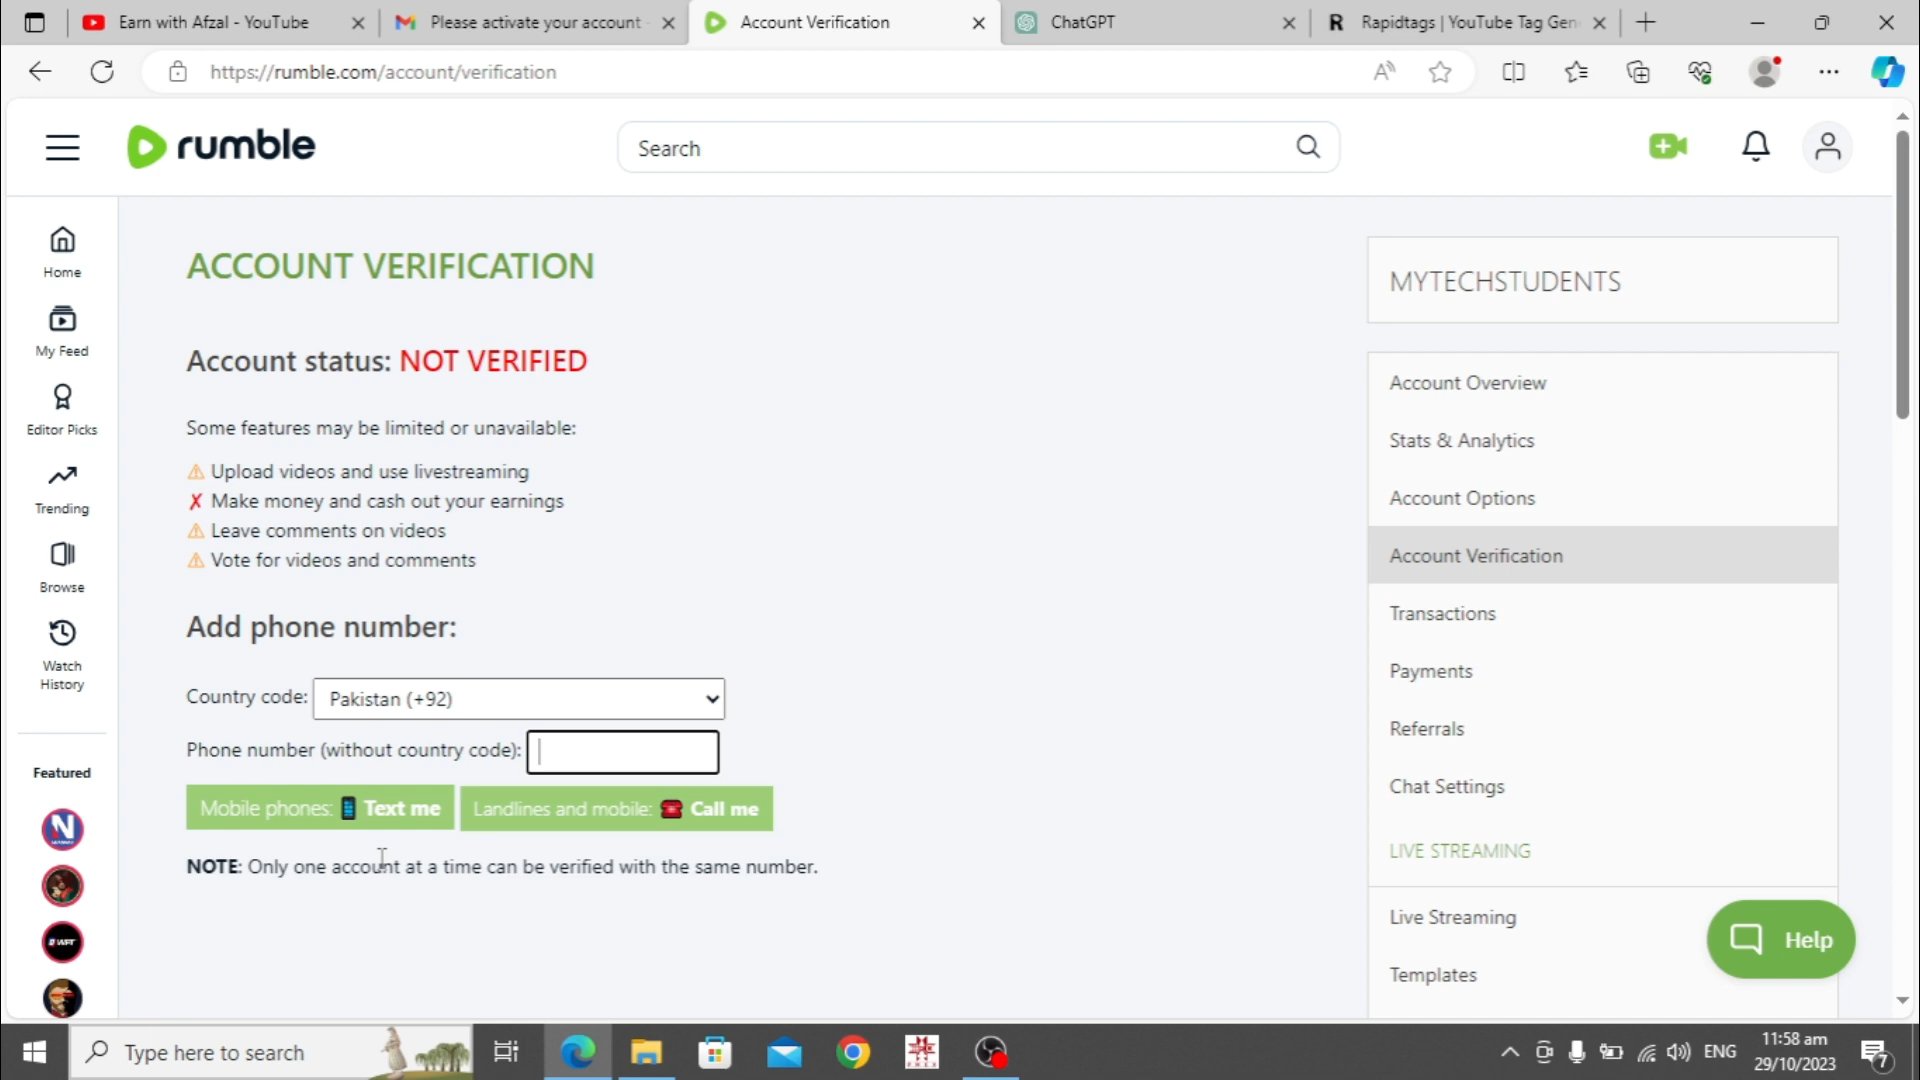 Earn with Afzal - YouTube
Please activate your account -
Account Verification
ChatGPT
R Rapidtags | YouTube Tag Gen
https://rumble.com/account/verification
rumble
Search
Home
My Feed
Editor Picks
Trending
Browse
Watch
History
Featured
ACCOUNT VERIFICATION
Account status: NOT VERIFIED
Some features may be limited or unavailable:
⚠ Upload videos and use livestreaming
✗ Make money and cash out your earnings
⚠ Leave comments on videos
⚠ Vote for videos and comments
Add phone number:
Country code: Pakistan (+92)
Phone number (without country code):
Mobile phones: 📱 Text me
Landlines and mobile: ☎ Call me
NOTE: Only one account at a time can be verified with the same number.
MYTECHSTUDENTS
Account Overview
Stats & Analytics
Account Options
Account Verification
Transactions
Payments
Referrals
Chat Settings
LIVE STREAMING
Live Streaming
Templates
Help
Type here to search
ENG
11:58 am
29/10/2023
7